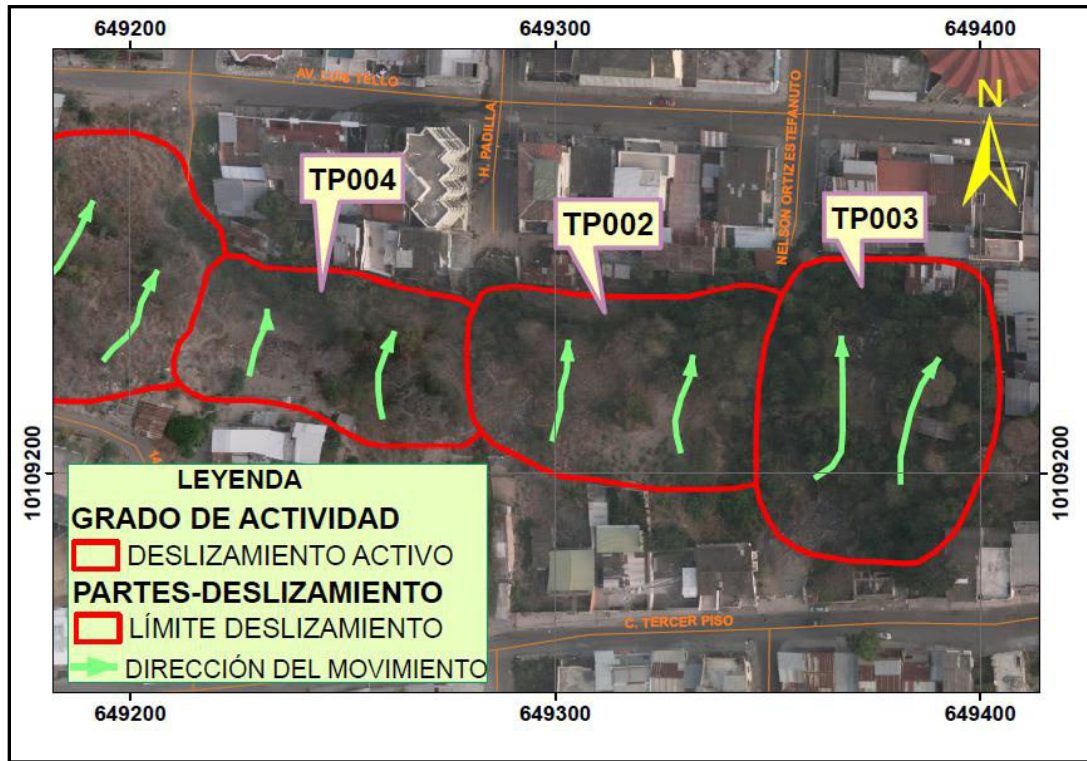 649200 649300 649400
N
AV. LUIS TELLO
H. PADILLA
NELSON ORTIZ ESTEFANUTO
TP004
TP002
TP003
10109200
10109200
LEYENDA
GRADO DE ACTIVIDAD
DESLIZAMIENTO ACTIVO
PARTES-DESLIZAMIENTO
LÍMITE DESLIZAMIENTO
DIRECCIÓN DEL MOVIMIENTO
C. TERCER PISO
649200 649300 649400